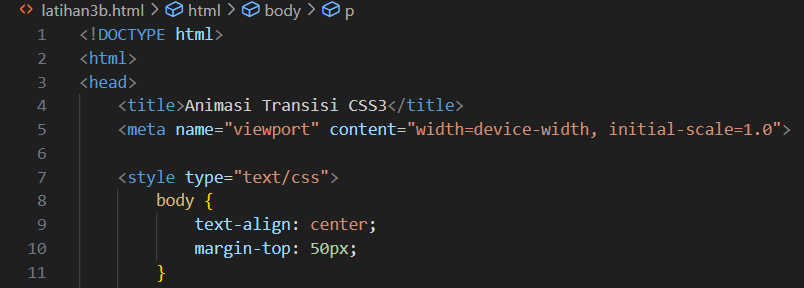 latihan3b.html > html > body > p
1 <!DOCTYPE html>
2 <html>
3 <head>
4     <title>Animasi Transisi CSS3</title>
5     <meta name="viewport" content="width=device-width, initial-scale=1.0">
6
7     <style type="text/css">
8         body {
9             text-align: center;
10             margin-top: 50px;
11         }